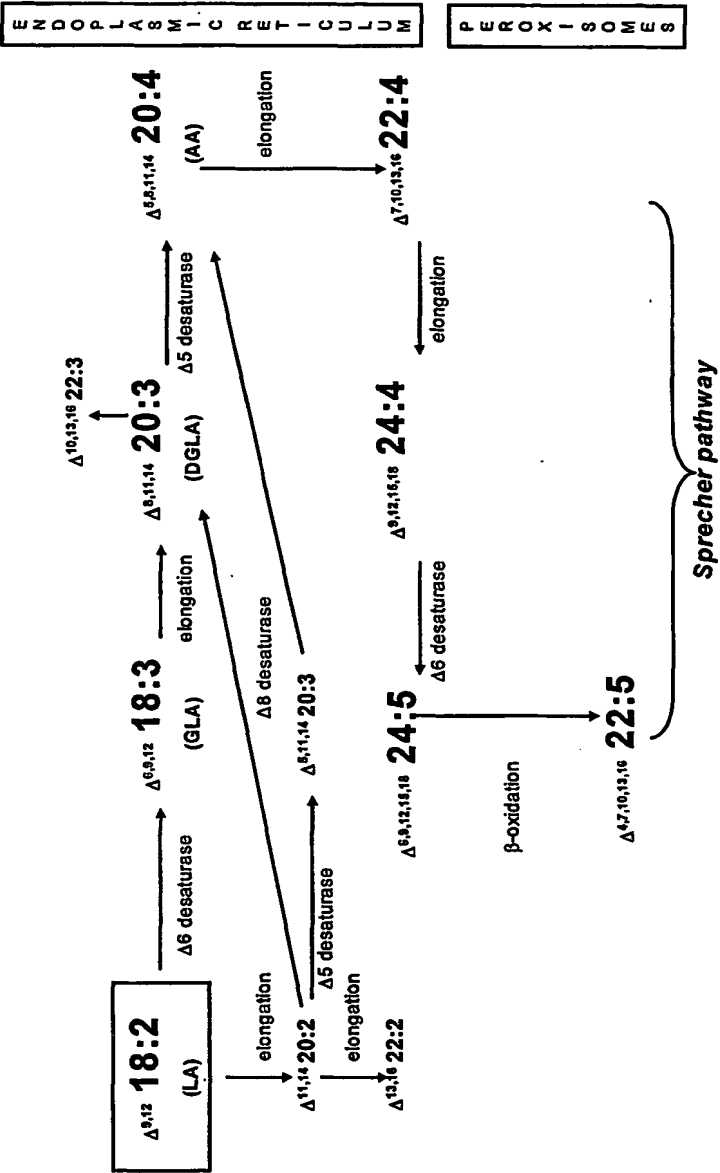 Δ10,13,16 22:3
Δ9,12 18:2
(LA)
Δ6 desaturase
Δ6,9,12 18:3
(GLA)
elongation
Δ8,11,14 20:3
(DGLA)
Δ5 desaturase
Δ5,8,11,14 20:4
(AA)
elongation
Δ8 desaturase
elongation
Δ11,14 20:2
Δ5 desaturase
Δ5,11,14 20:3
elongation
Δ13,16 22:2
Δ6,9,12,15,18 24:5
Δ6 desaturase
Δ9,12,15,18 24:4
elongation
Δ7,10,13,16 22:4
β-oxidation
Δ4,7,10,13,16 22:5
Sprecher pathway
ENDOPLASMIC RETICULUM
PEROXISOMES